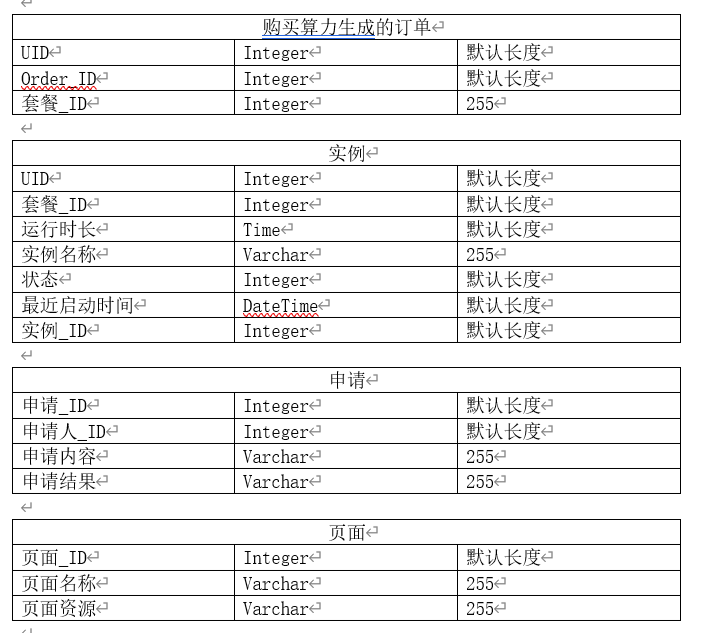 购买算力生成的订单
UID Integer 默认长度
Order_ID Integer 默认长度
套餐_ID Integer 255
实例
UID Integer 默认长度
套餐_ID Integer 默认长度
运行时长 Time 默认长度
实例名称 Varchar 255
状态 Integer 默认长度
最近启动时间 DateTime 默认长度
实例_ID Integer 默认长度
申请
申请_ID Integer 默认长度
申请人_ID Integer 默认长度
申请内容 Varchar 255
申请结果 Varchar 255
页面
页面_ID Integer 默认长度
页面名称 Varchar 255
页面资源 Varchar 255